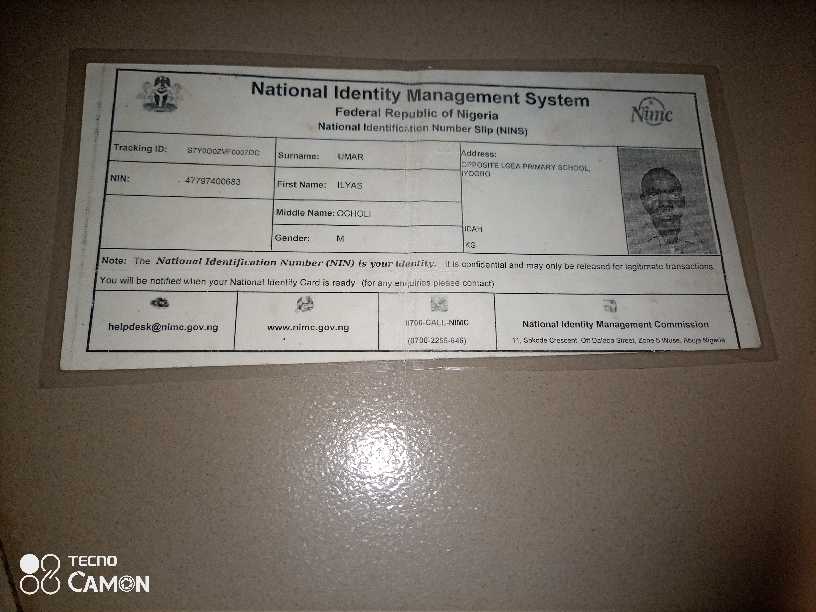 National Identity Management System
Federal Republic of Nigeria
National Identification Number Slip (NINS)
Nimc
Tracking ID:
NIN: 47797400683
Surname: UMAR
First Name: ILYAS
Middle Name: OCHOLI
Gender: M
Address:
OPPOSITE LGEA PRIMARY SCHOOL,
IDAH
KG
Note: The National Identification Number (NIN) is your identity. It is confidential and may only be released for legitimate transactions.
You will be notified when your National Identity Card is ready (for any enquiries please contact)
helpdesk@nimc.gov.ng
www.nimc.gov.ng
0700-CALL-NIMC
(0700-2255-646)
National Identity Management Commission
11, Sokode Crescent, Off Dalaba Street, Zone 5 Wuse, Abuja Nigeria
TECNO
CAMON